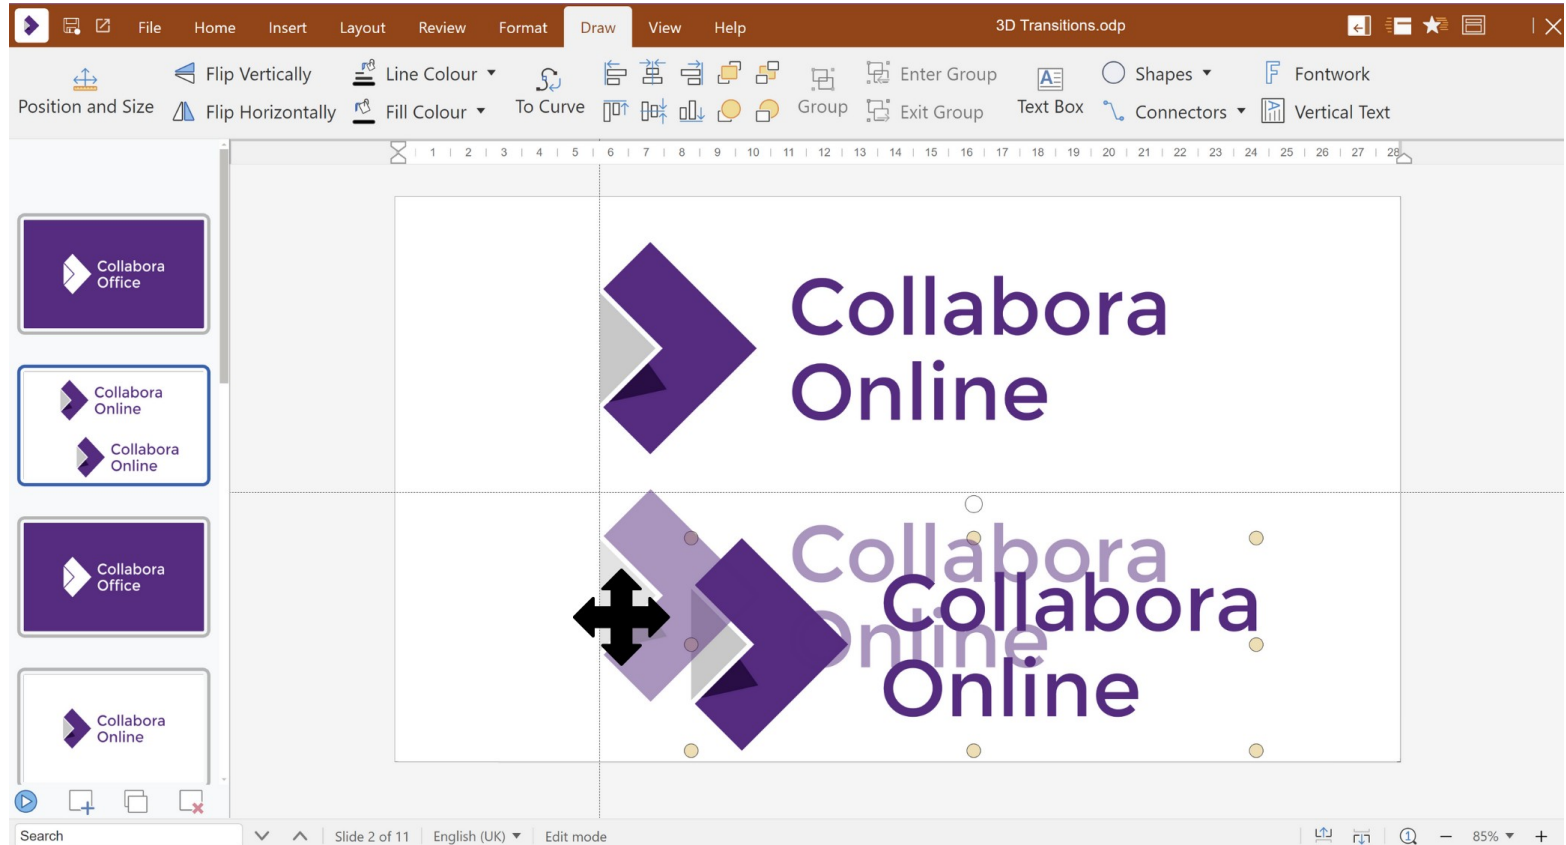 File Home Insert Layout Review Format Draw View Help 3D Transitions.odp
Position and Size Flip Vertically Line Colour To Curve Enter Group Shapes Fontwork
Flip Horizontally Fill Colour Group Exit Group Text Box Connectors Vertical Text
1 2 3 4 5 6 7 8 9 10 11 12 13 14 15 16 17 18 19 20 21 22 23 24 25 26 27 28
Collabora
Office
Collabora
Online
Collabora
Online
Collabora
Office
Collabora
Online
Collabora
Online
Collabora
Online
Collabora
Online
Search Slide 2 of 11 English (UK) Edit mode 85%